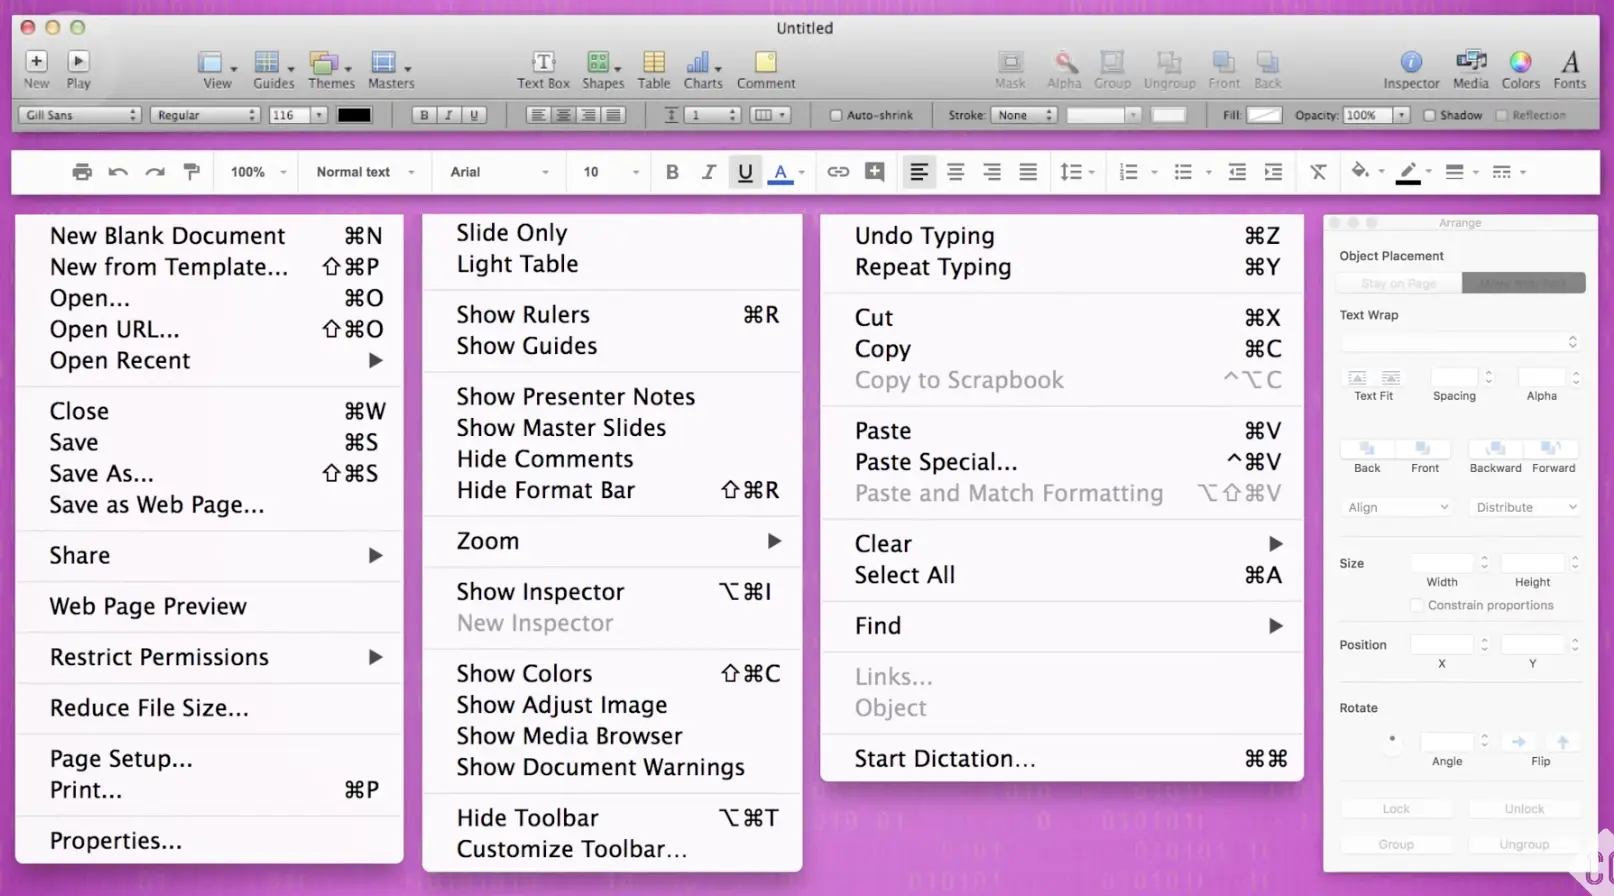 Untitled
New Play View Guides Themes Masters Text Box Shapes Table Charts Comment Mask Alpha Group Ungroup Front Back Inspector Media Colors Fonts
Gill Sans Regular 116 B I U 1 Auto-shrink Stroke: None Fill: Opacity: 100% Shadow Reflection
100% Normal text Arial 10 B I U A
New Blank Document ⌘N
New from Template... ⇧⌘P
Open... ⌘O
Open URL... ⇧⌘O
Open Recent
Close ⌘W
Save ⌘S
Save As... ⇧⌘S
Save as Web Page...
Share
Web Page Preview
Restrict Permissions
Reduce File Size...
Page Setup...
Print... ⌘P
Properties...
Slide Only
Light Table
Show Rulers ⌘R
Show Guides
Show Presenter Notes
Show Master Slides
Hide Comments
Hide Format Bar ⇧⌘R
Zoom
Show Inspector ⌥⌘I
New Inspector
Show Colors ⇧⌘C
Show Adjust Image
Show Media Browser
Show Document Warnings
Hide Toolbar ⌥⌘T
Customize Toolbar...
Undo Typing ⌘Z
Repeat Typing ⌘Y
Cut ⌘X
Copy ⌘C
Copy to Scrapbook ^⌥C
Paste ⌘V
Paste Special... ^⌘V
Paste and Match Formatting ⌥⇧⌘V
Clear
Select All ⌘A
Find
Links...
Object
Start Dictation... ⌘⌘
Arrange
Object Placement
Stay on Page
Text Wrap
Text Fit Spacing Alpha
Back Front Backward Forward
Align Distribute
Size
Width Height
Constrain proportions
Position
X Y
Rotate
Angle Flip
Lock Unlock
Group Ungroup